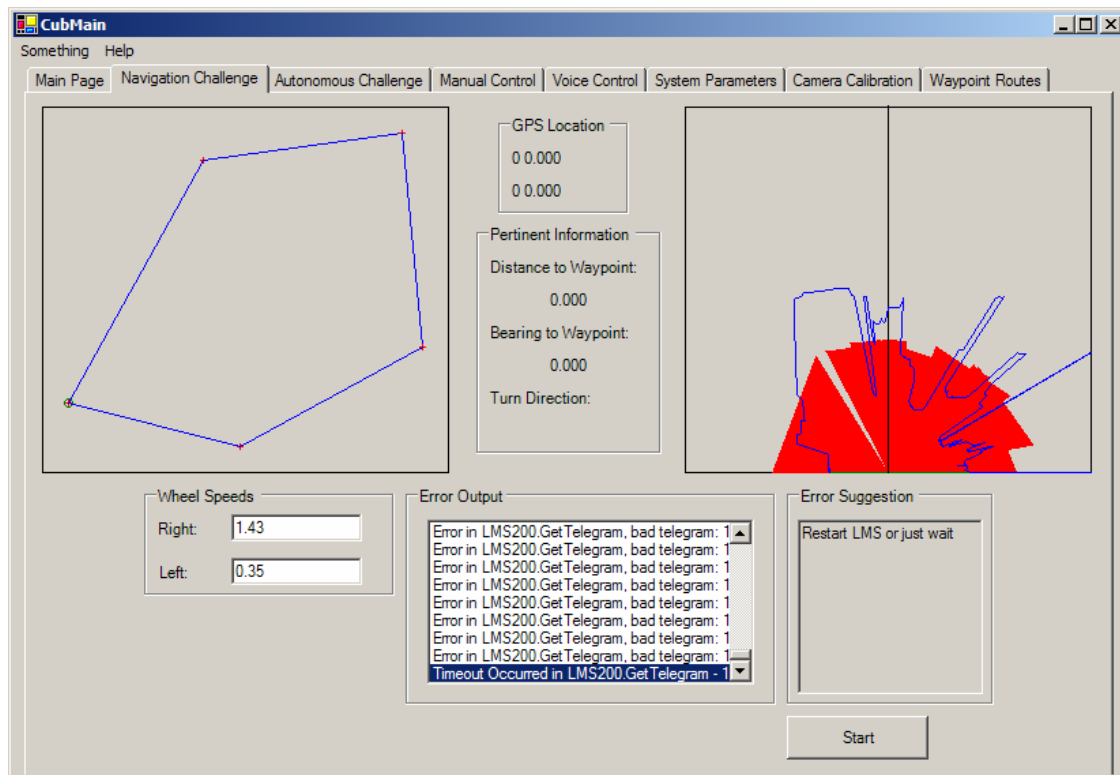 CubMain
Something Help
Main Page Navigation Challenge Autonomous Challenge Manual Control Voice Control System Parameters Camera Calibration Waypoint Routes
GPS Location
0 0.000
0 0.000
Pertinent Information
Distance to Waypoint:
0.000
Bearing to Waypoint:
0.000
Turn Direction:
Wheel Speeds
Right: 1.43
Left: 0.35
Error Output
Error in LMS200.GetTelegram, bad telegram: 1
Error in LMS200.GetTelegram, bad telegram: 1
Error in LMS200.GetTelegram, bad telegram: 1
Error in LMS200.GetTelegram, bad telegram: 1
Error in LMS200.GetTelegram, bad telegram: 1
Error in LMS200.GetTelegram, bad telegram: 1
Error in LMS200.GetTelegram, bad telegram: 1
Error in LMS200.GetTelegram, bad telegram: 1
Timeout Occurred in LMS200.GetTelegram - 1
Error Suggestion
Restart LMS or just wait
Start